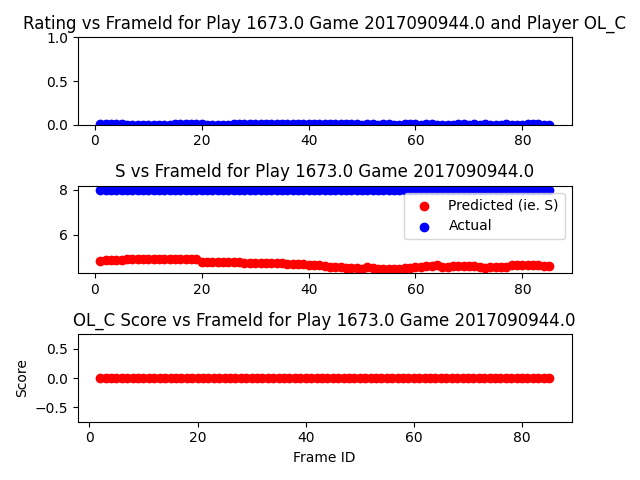 Rating vs FrameId for Play 1673.0 Game 2017090944.0 and Player OL_C
1.0
0.5
0.0
0 20 40 60 80
S vs FrameId for Play 1673.0 Game 2017090944.0
8
6
Predicted (ie. S)
Actual
0 20 40 60 80
OL_C Score vs FrameId for Play 1673.0 Game 2017090944.0
Score
0.5
0.0
−0.5
0 20 40 60 80
Frame ID